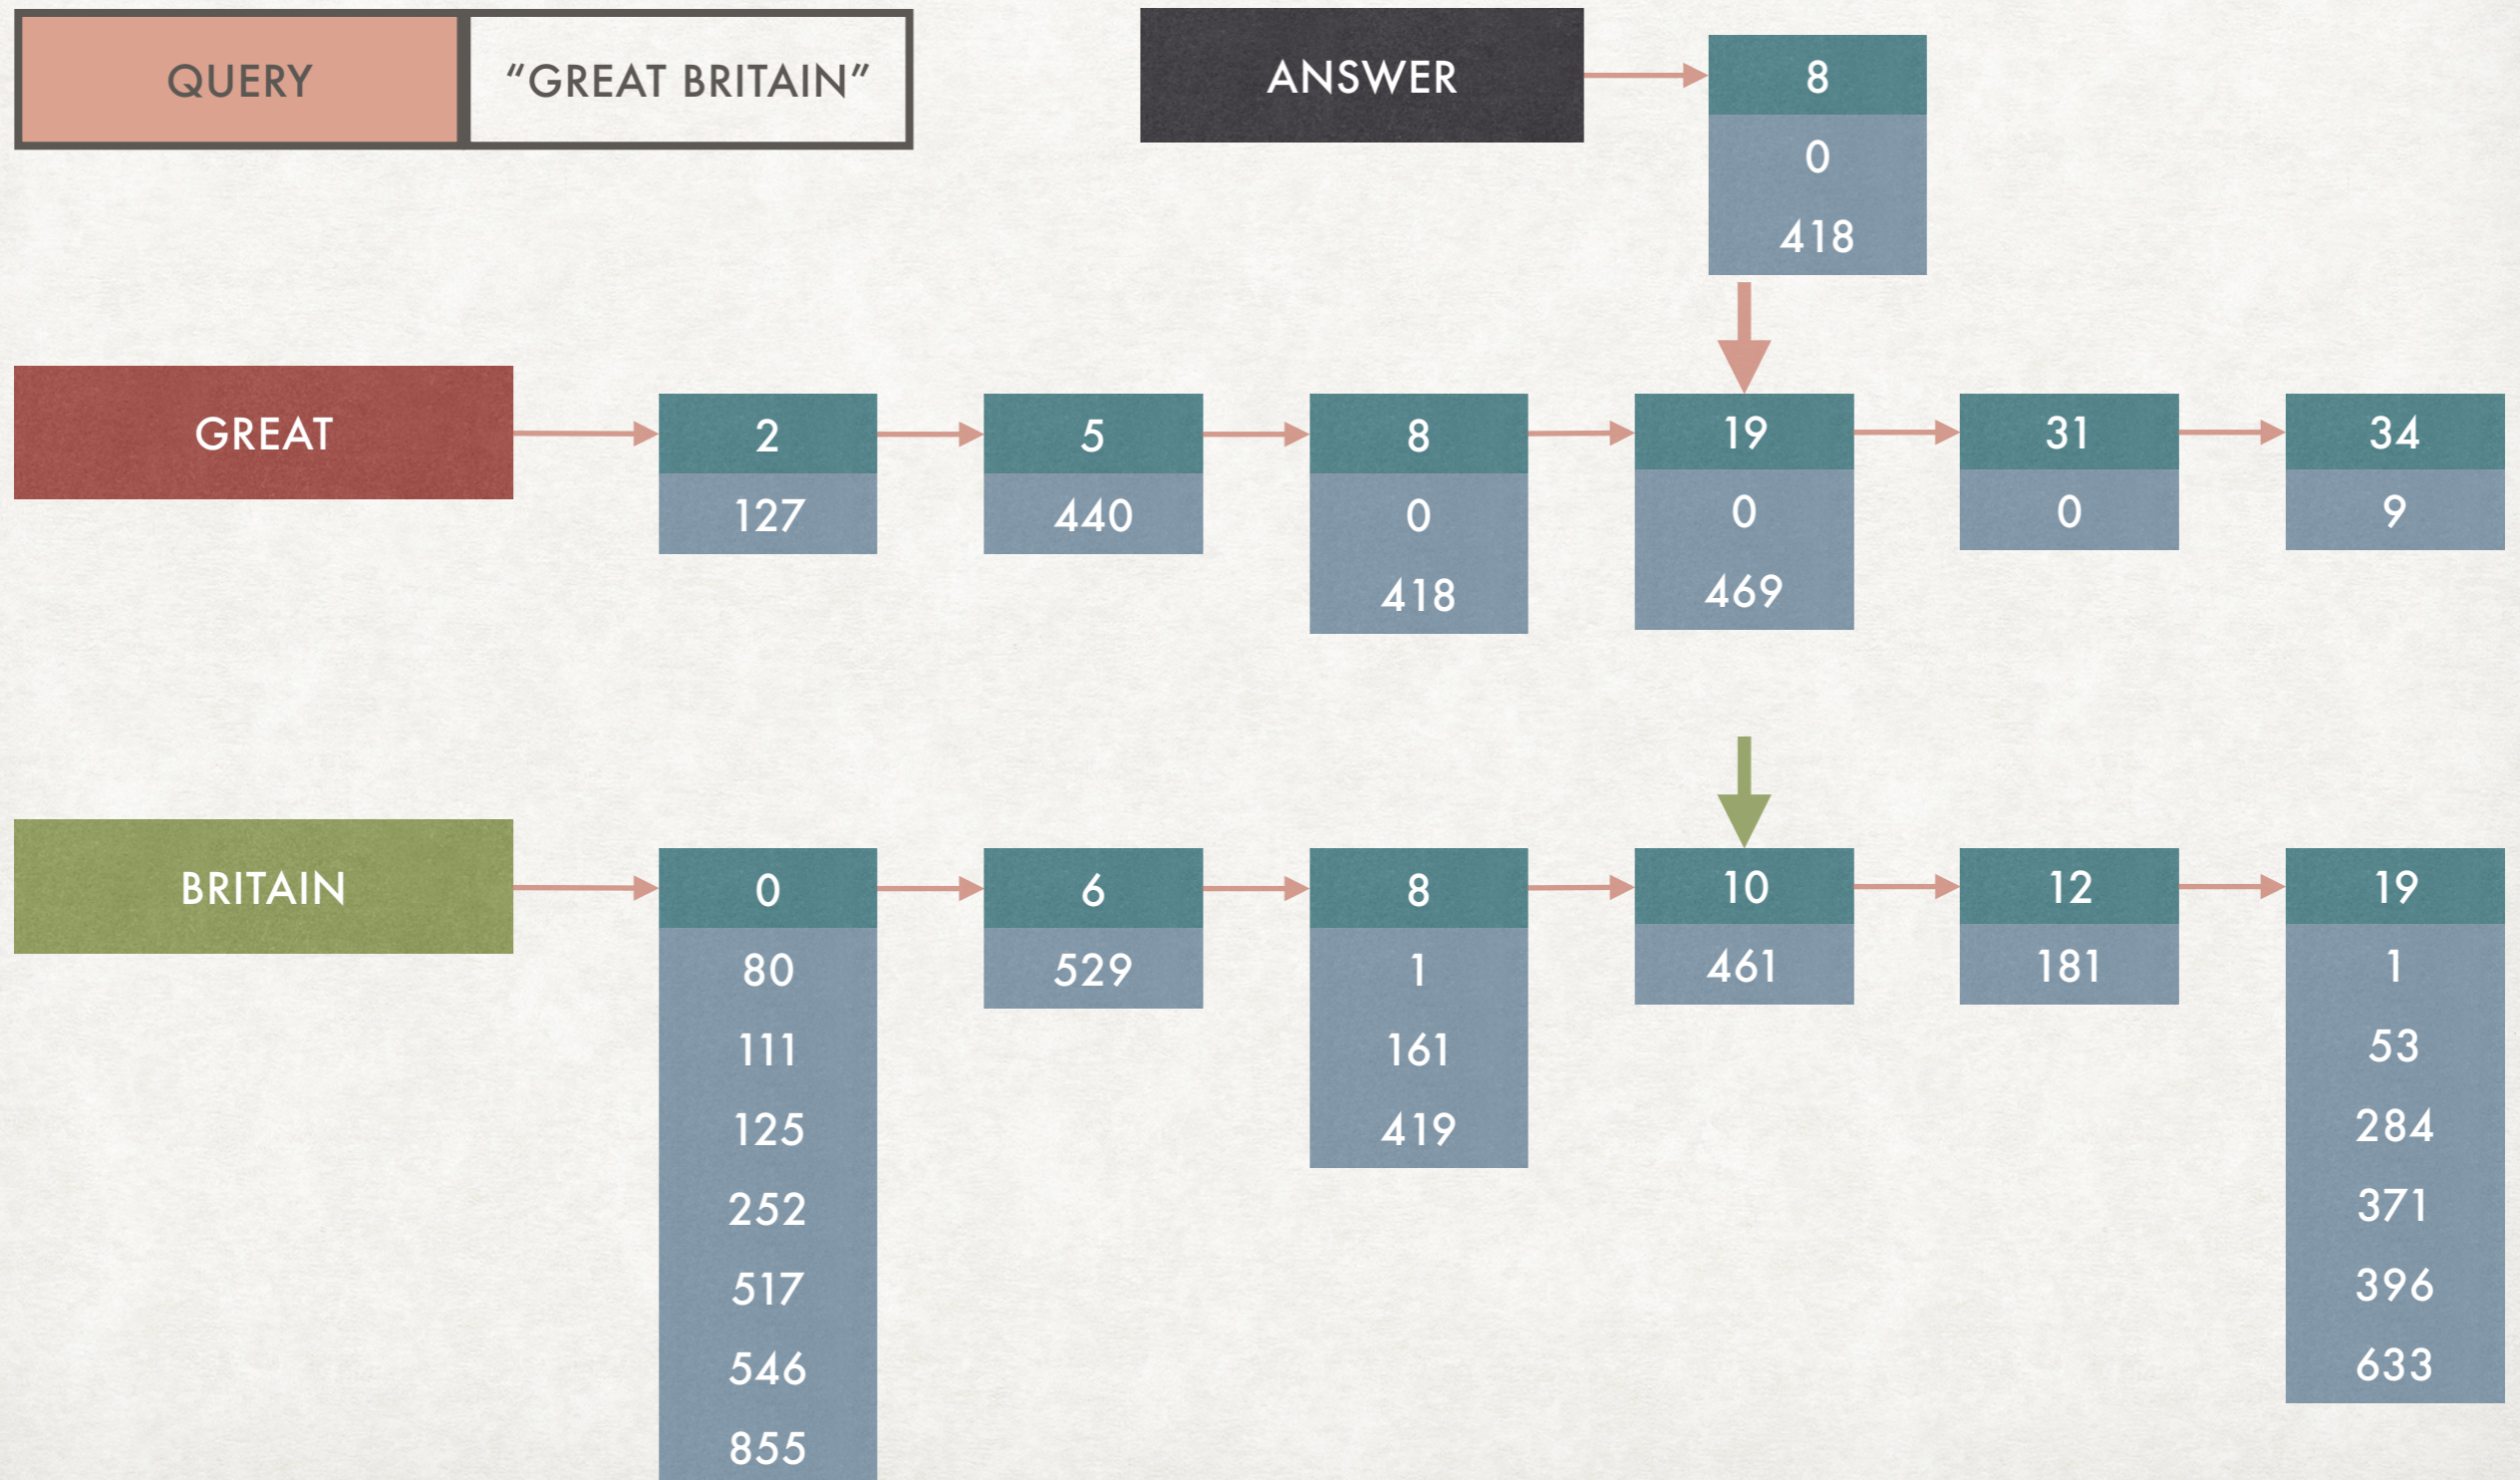 QUERY “GREAT BRITAIN”
ANSWER 8
0
418
GREAT 2 5 8 19 31 34
127 440 0 0 0 9
418 469
BRITAIN 0 6 8 10 12 19
80 529 1 461 181 1
111 161 53
125 419 284
252 371
517 396
546 633
855